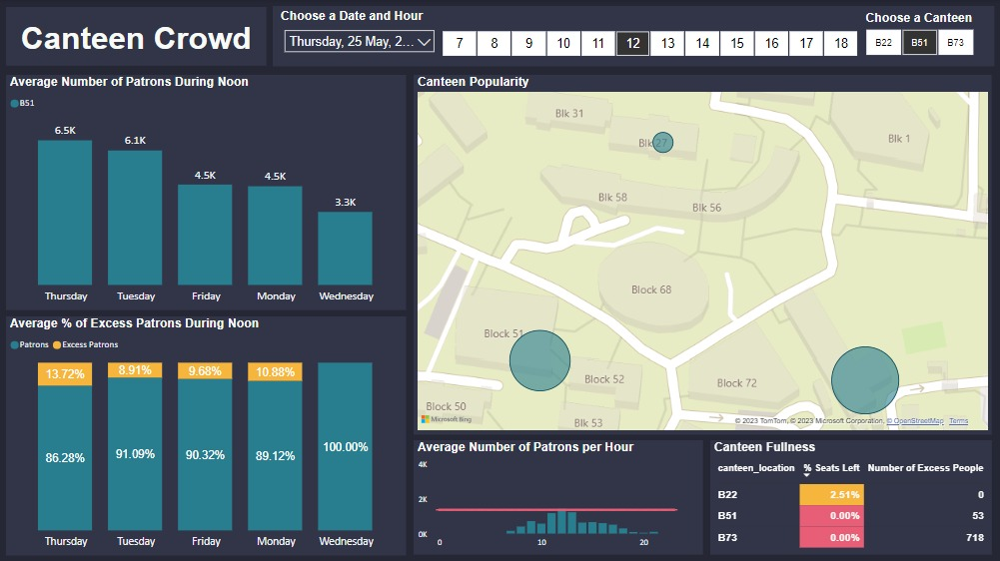 Canteen Crowd
Choose a Date and Hour
Thursday, 25 May, 2...
7 8 9 10 11 12 13 14 15 16 17 18
Choose a Canteen
B22 B51 B73
Average Number of Patrons During Noon
B51
6.5K 6.1K 4.5K 4.5K 3.3K
Thursday Tuesday Friday Monday Wednesday
Average % of Excess Patrons During Noon
Patrons Excess Patrons
13.72% 8.91% 9.68% 10.88%
86.28% 91.09% 90.32% 89.12% 100.00%
Thursday Tuesday Friday Monday Wednesday
Canteen Popularity
Blk 31
Blk 27
Blk 1
Blk 58
Blk 56
Block 68
Block 51
Block 52
Block 72
Block 50
Blk 53
Microsoft Bing
© 2023 TomTom, © 2023 Microsoft Corporation, © OpenStreetMap Terms
Average Number of Patrons per Hour
4K
2K
0K
0 10 20
Canteen Fullness
canteen_location % Seats Left Number of Excess People
B22 2.51% 0
B51 0.00% 53
B73 0.00% 718